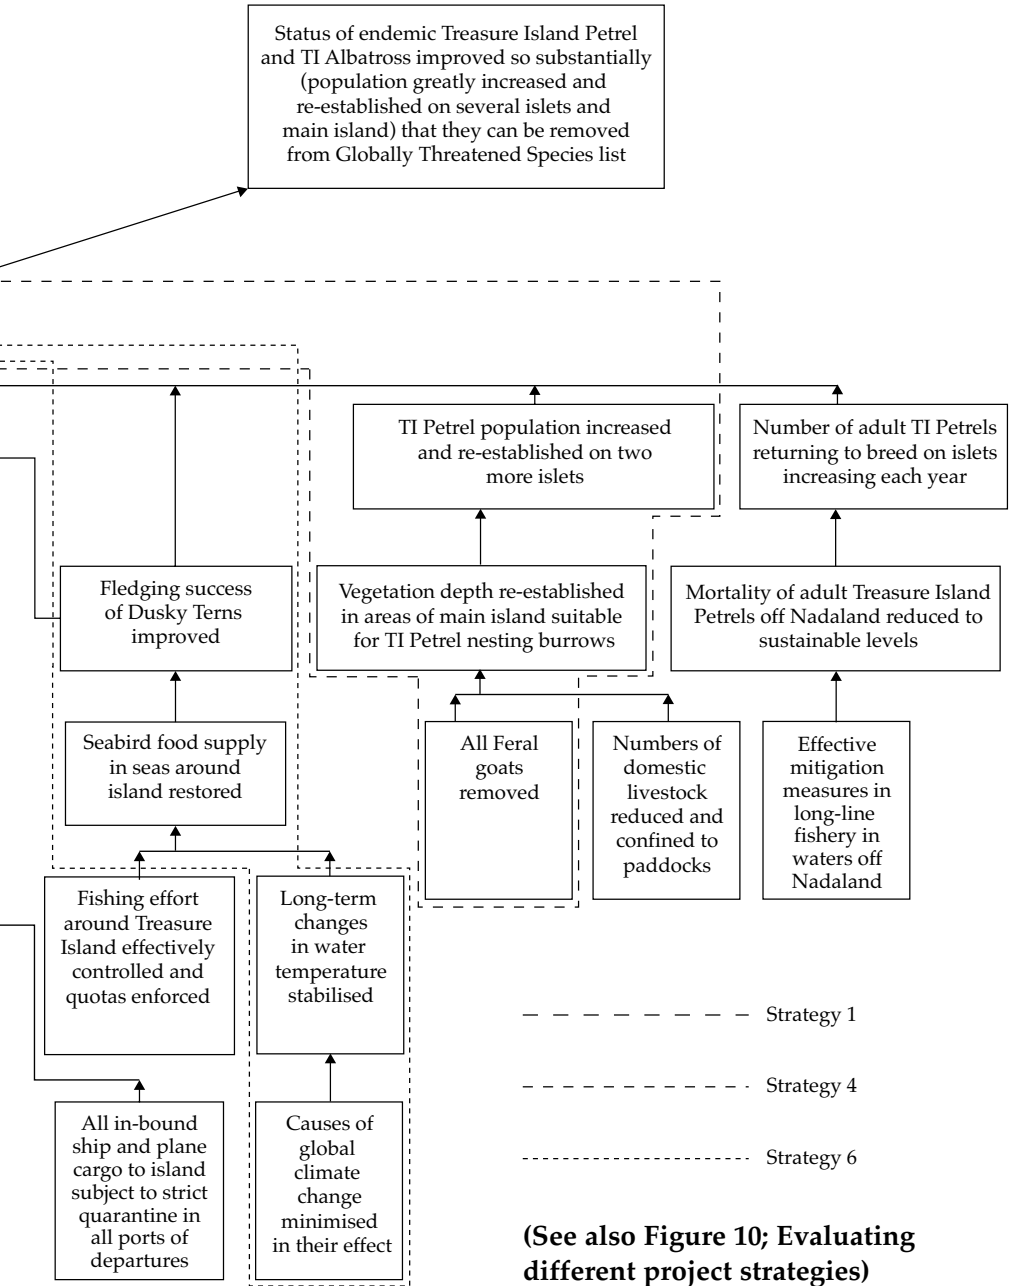 Status of endemic Treasure Island Petrel
and TI Albatross improved so substantially
(population greatly increased and
re-established on several islets and
main island) that they can be removed
from Globally Threatened Species list
TI Petrel population increased
and re-established on two
more islets
Number of adult TI Petrels
returning to breed on islets
increasing each year
Fledging success
of Dusky Terns
improved
Vegetation depth re-established
in areas of main island suitable
for TI Petrel nesting burrows
Mortality of adult Treasure Island
Petrels off Nadaland reduced to
sustainable levels
Seabird food supply
in seas around
island restored
All Feral
goats
removed
Numbers of
domestic
livestock
reduced and
confined to
paddocks
Effective
mitigation
measures in
long-line
fishery in
waters off
Nadaland
Fishing effort
around Treasure
Island effectively
controlled and
quotas enforced
Long-term
changes
in water
temperature
stabilised
All in-bound
ship and plane
cargo to island
subject to strict
quarantine in
all ports of
departures
Causes of
global
climate
change
minimised
in their effect
Strategy 1
Strategy 4
Strategy 6
(See also Figure 10; Evaluating
different project strategies)